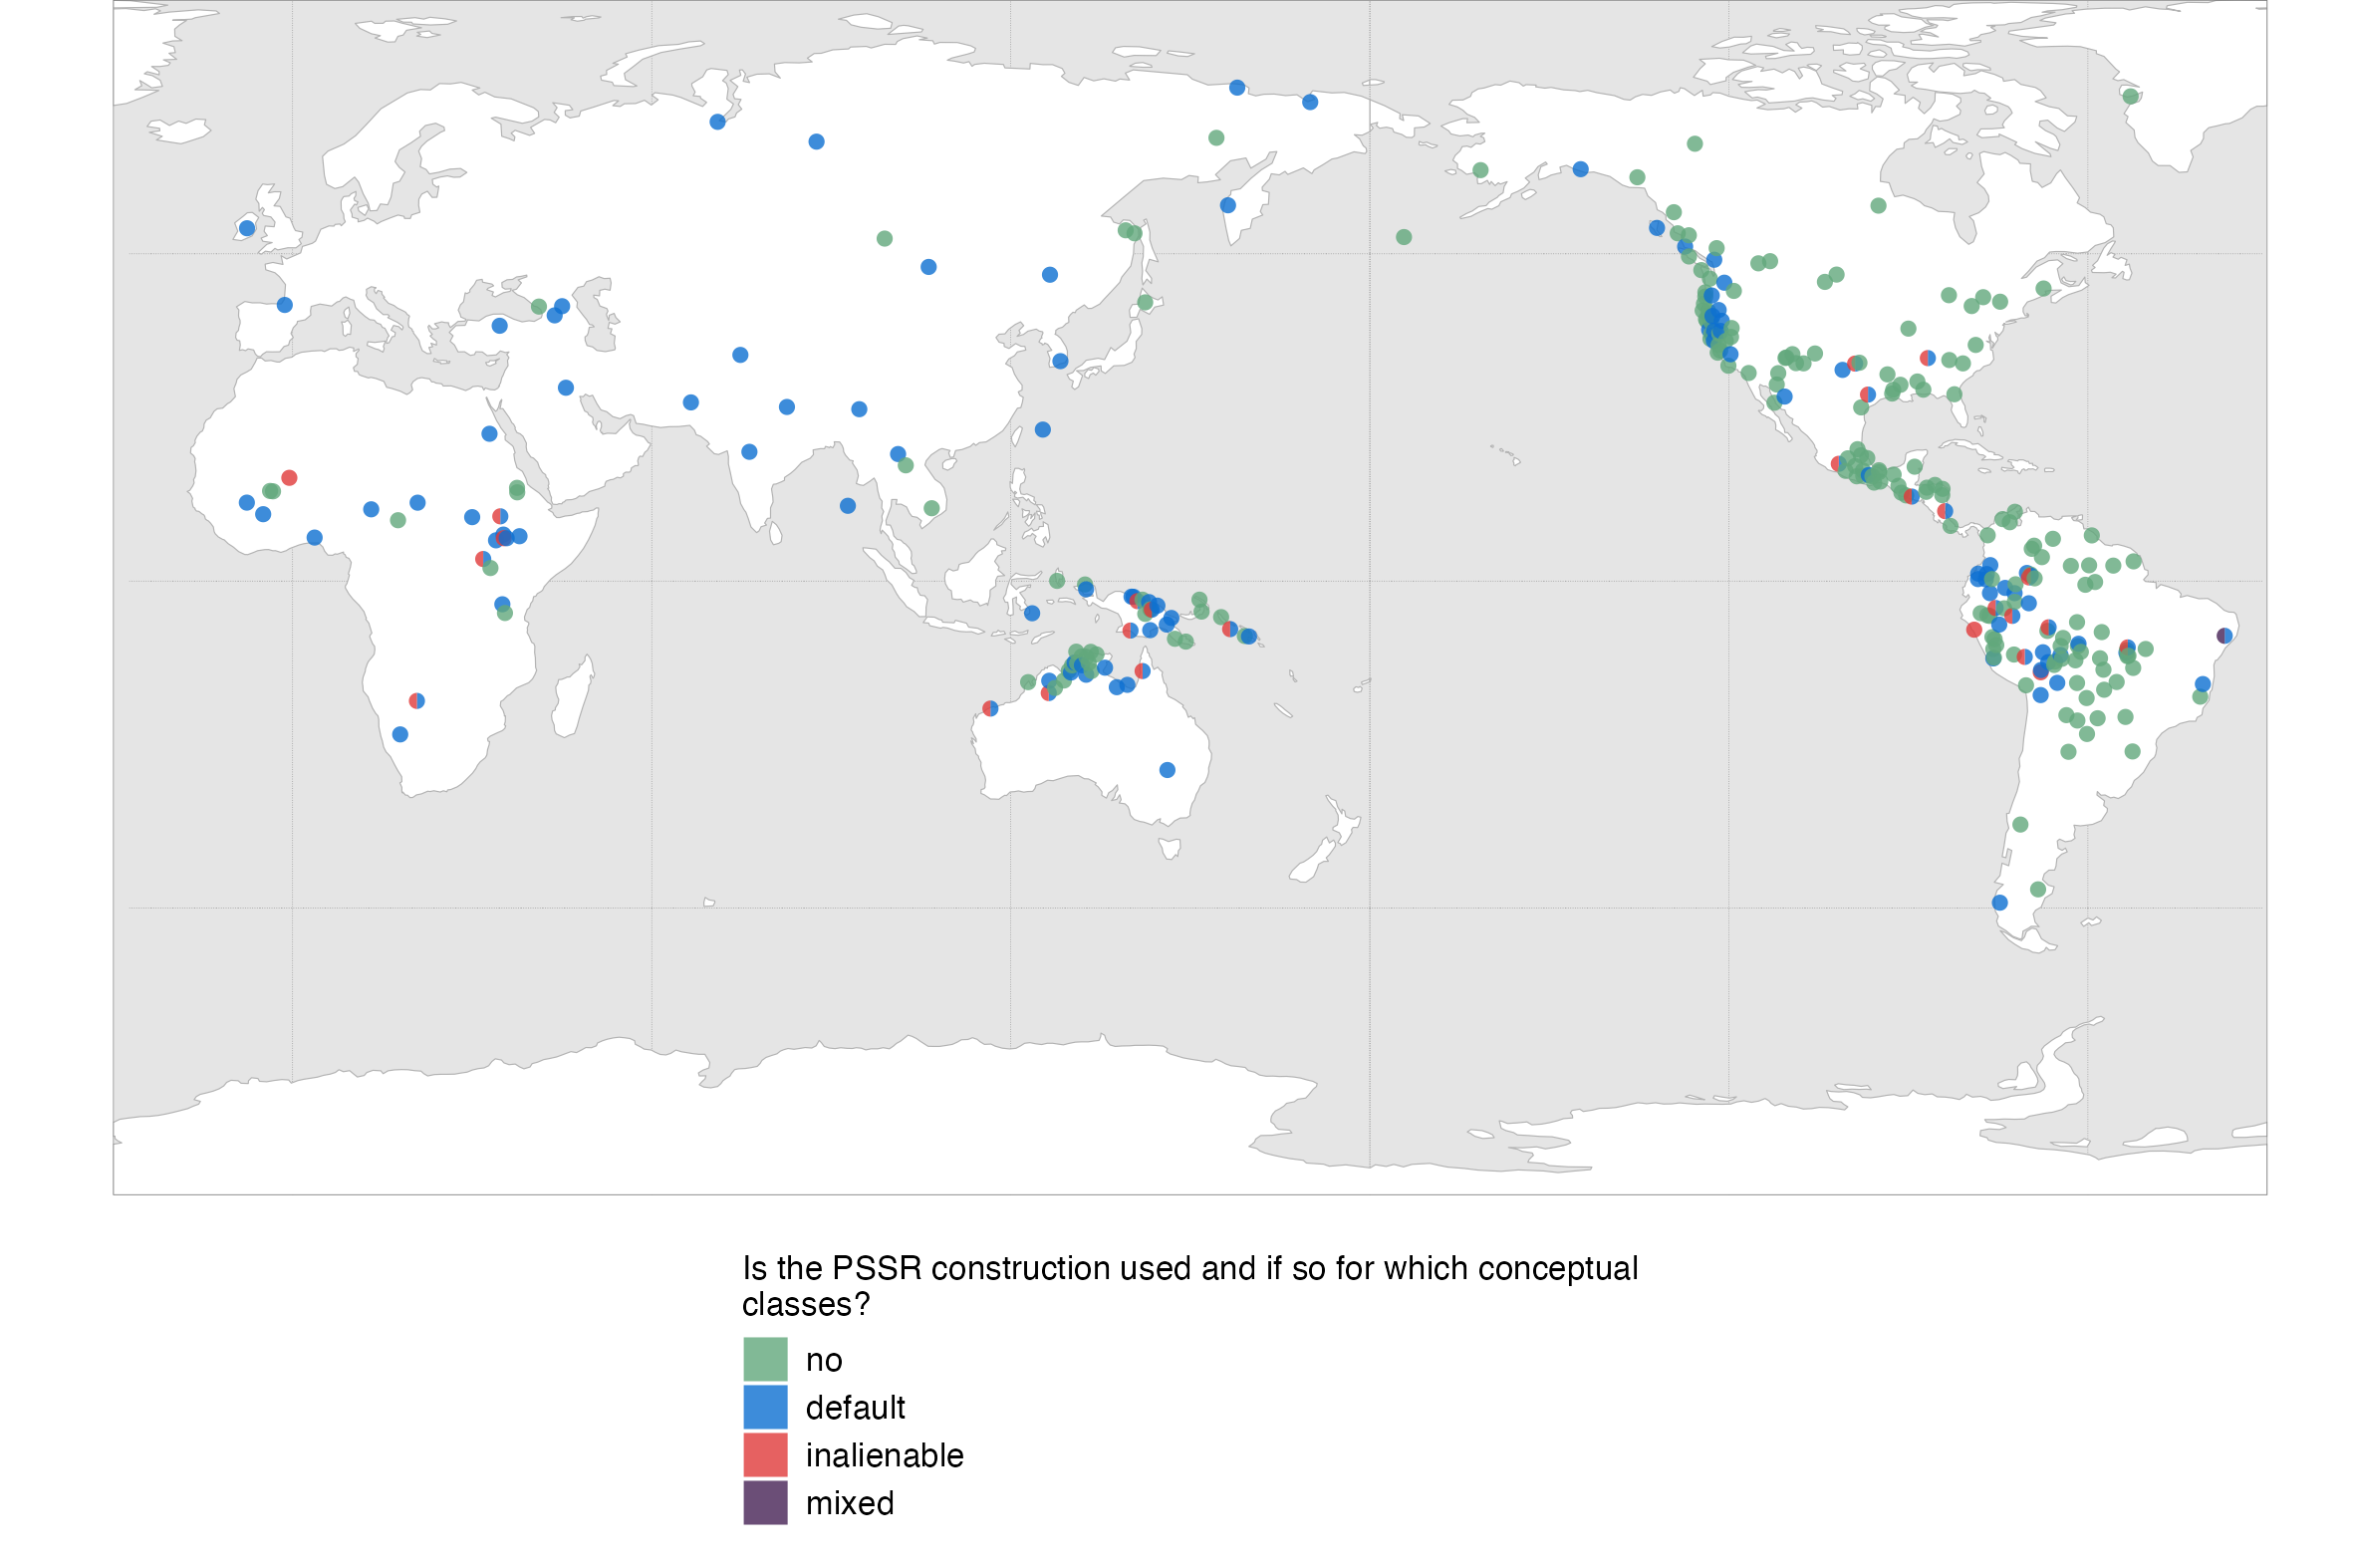 Is the PSSR construction used and if so for which conceptual
classes?
no
default
inalienable
mixed